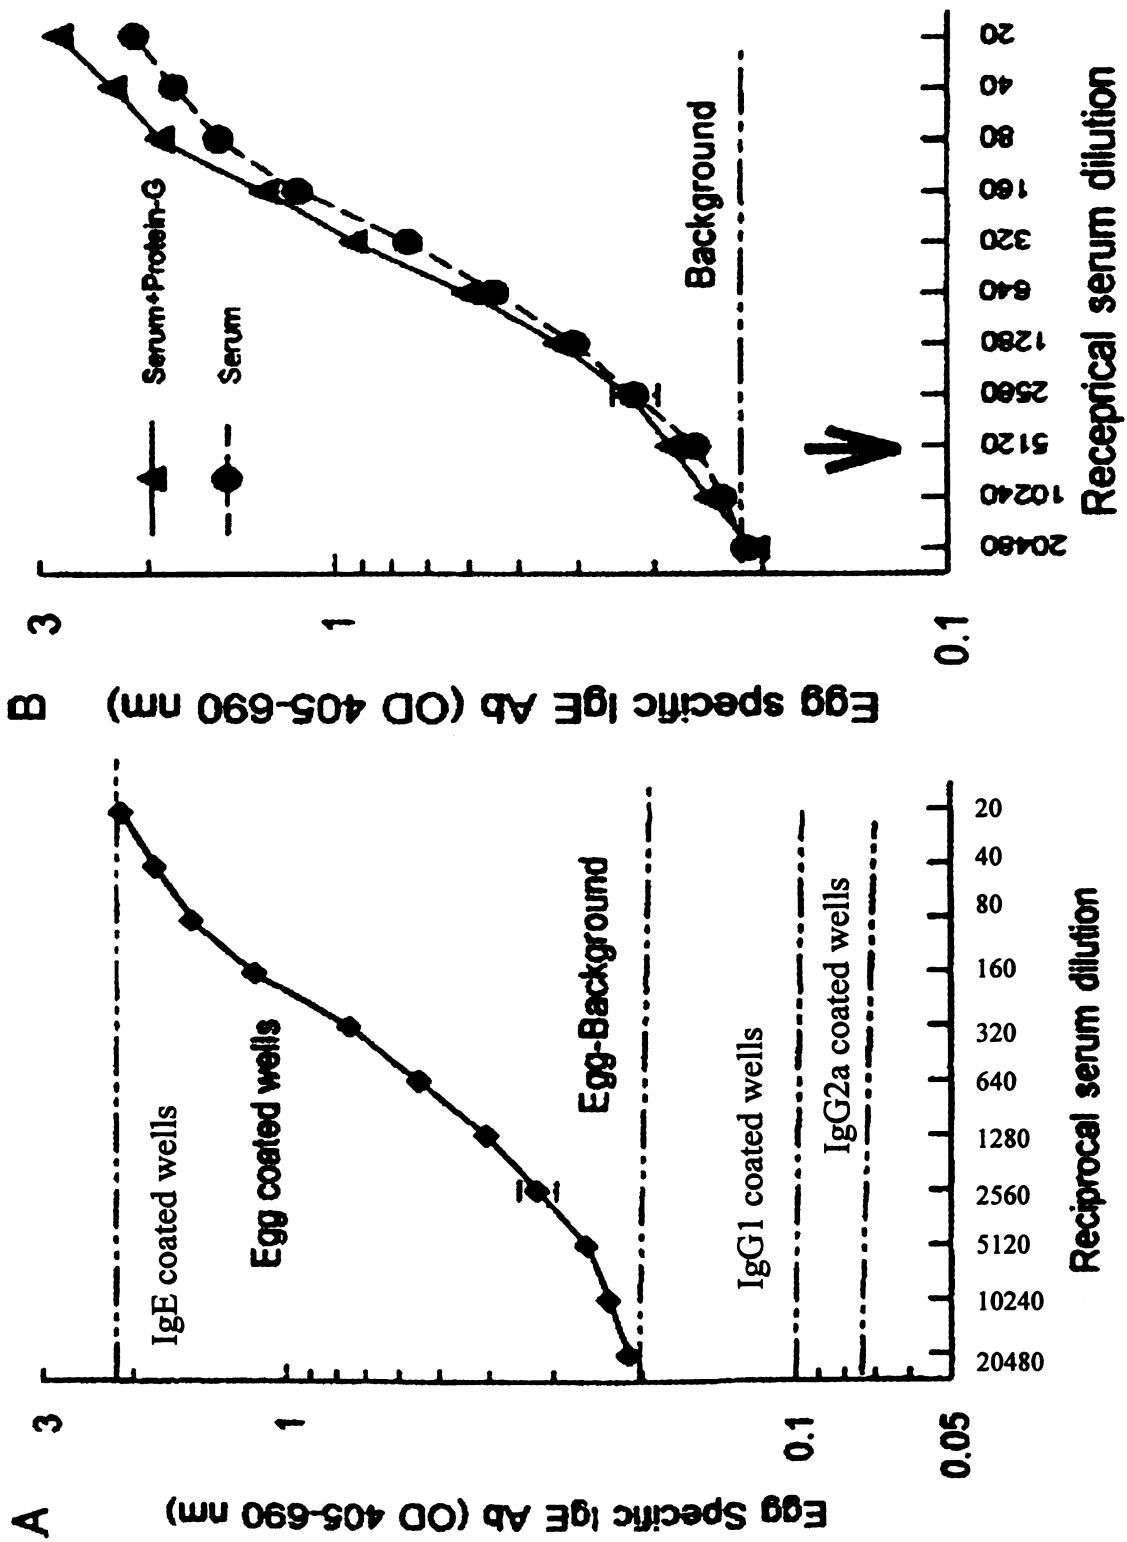 A
Egg Specific IgE Ab (OD 405-690 nm)
3
1
0.1
0.05
IgE coated wells
Egg coated wells
Egg-Background
IgG1 coated wells
IgG2a coated wells
20480
10240
5120
2560
1280
640
320
160
80
40
20
Reciprocal serum dilution
B
Egg specific IgE Ab (OD 405-690 nm)
3
1
0.1
Serum+Protein-G
Serum
Background
20480
10240
5120
2560
1280
640
320
160
80
40
20
Receprical serum dilution